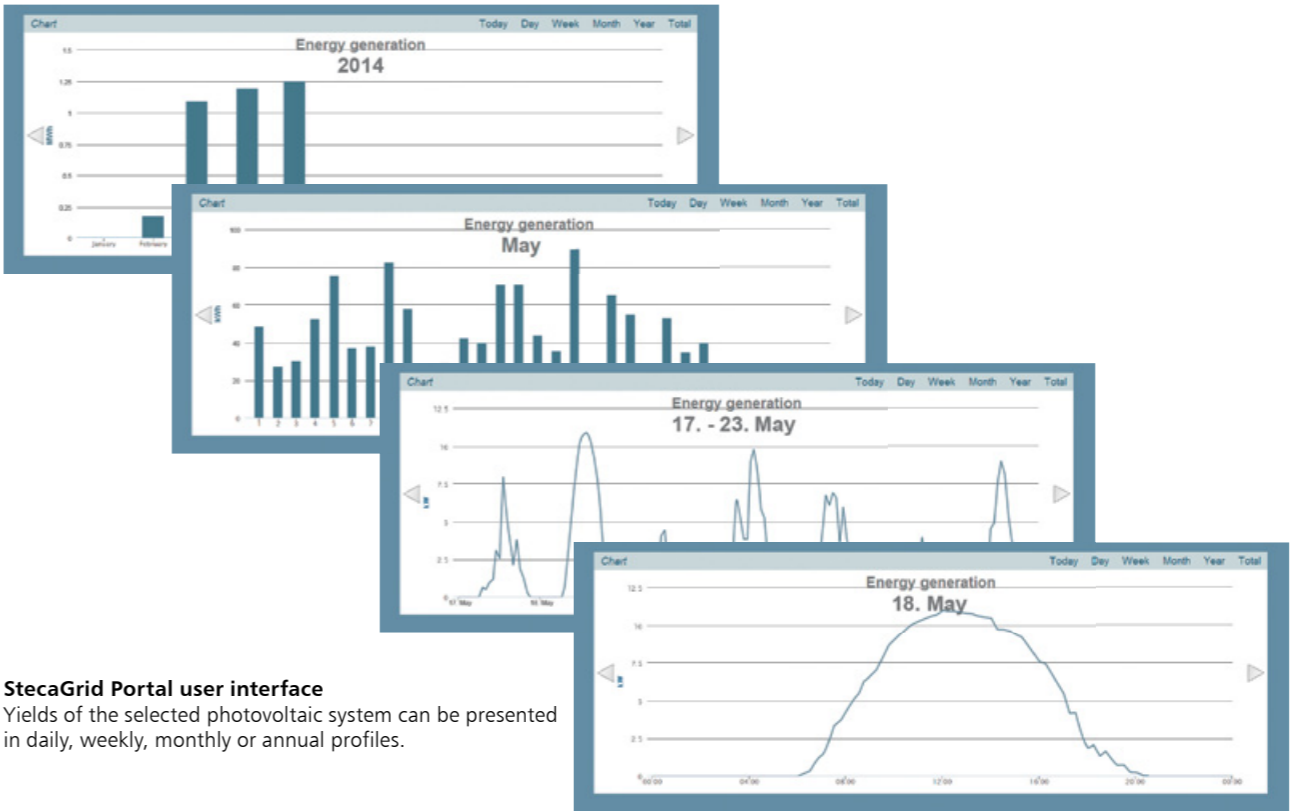 Chart Today Day Week Month Year Total
Energy generation
2014
1.5
1.25
1
0.75
0.5
0.25
0
MWh
January February
Chart Today Day Week Month Year Total
Energy generation
May
100
80
60
40
20
0
kWh
1 2 3 4 5 6 7
Chart Today Day Week Month Year Total
Energy generation
17. - 23. May
12.5
10
7.5
5
2.5
0
kW
17. May 18. May
Chart Today Day Week Month Year Total
Energy generation
18. May
12.5
10
7.5
5
2.5
0
kW
00:00 04:00 08:00 12:00 16:00 20:00 00:00
StecaGrid Portal user interface
Yields of the selected photovoltaic system can be presented
in daily, weekly, monthly or annual profiles.